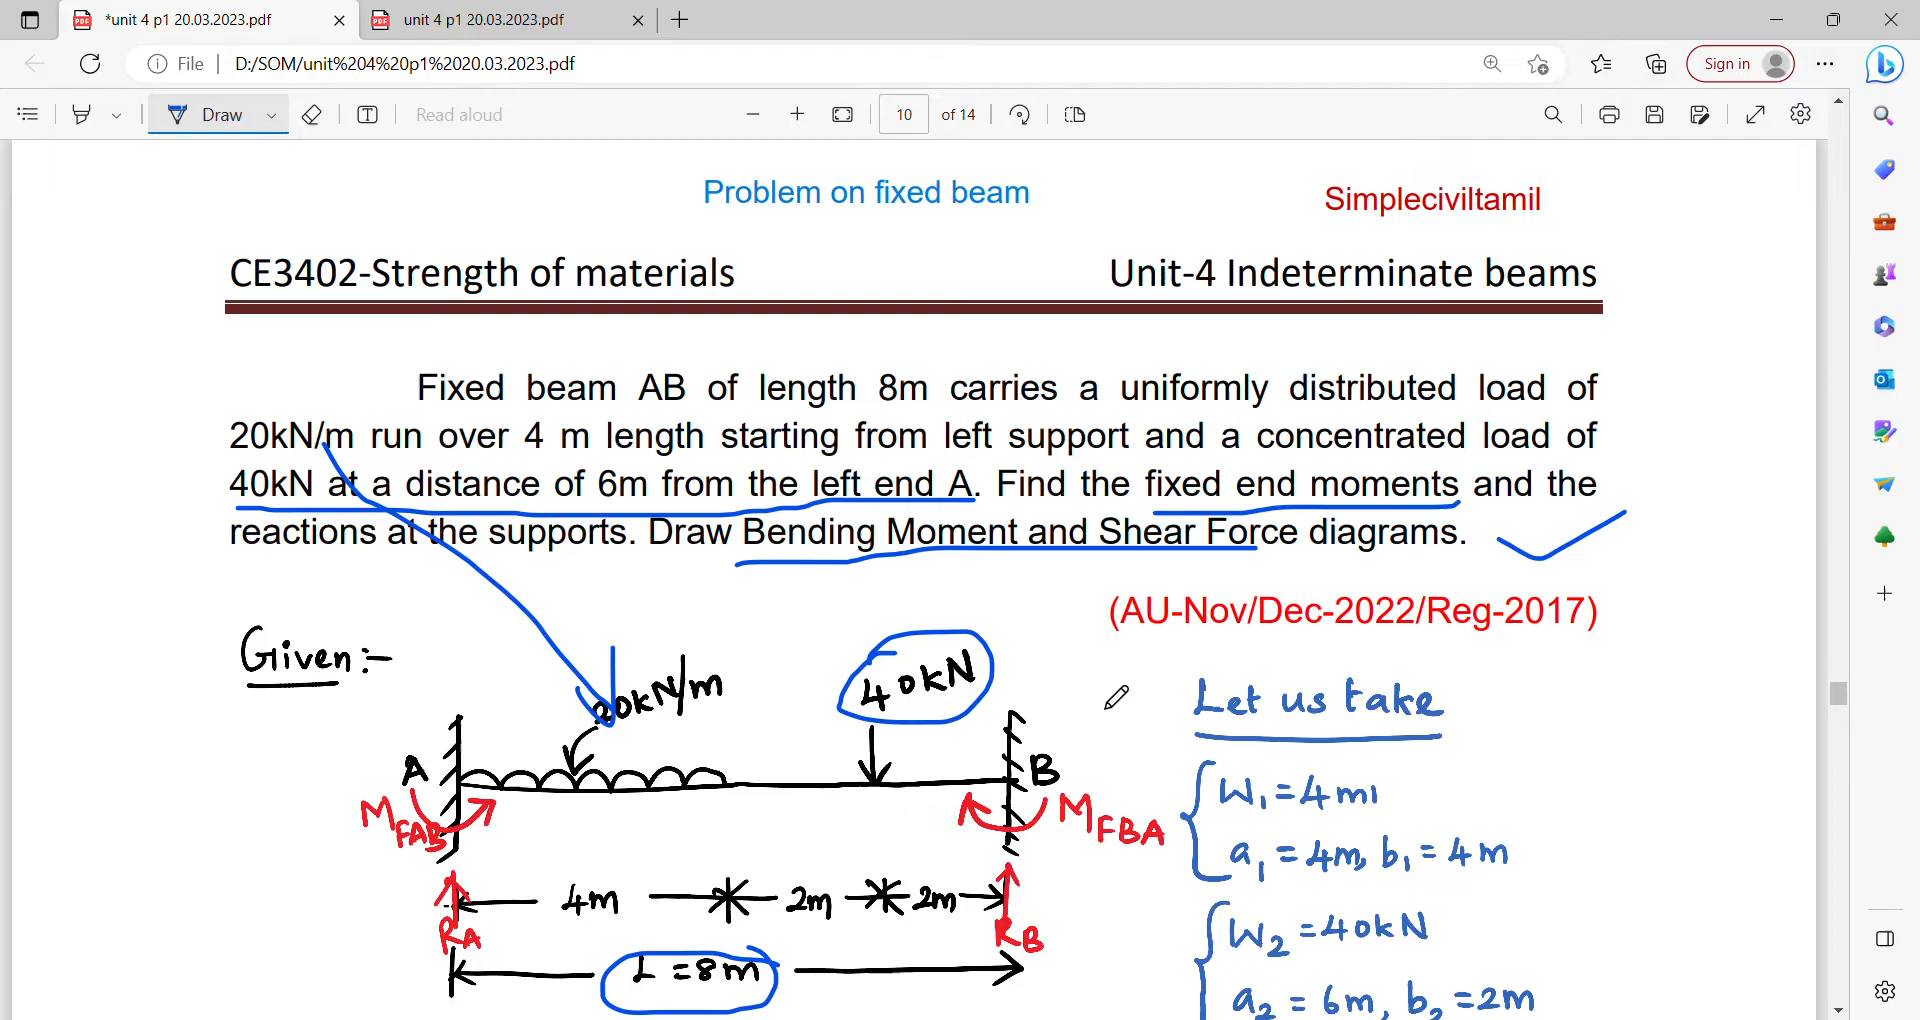 *unit 4 p1 20.03.2023.pdf
unit 4 p1 20.03.2023.pdf
File
D:/SOM/unit%204%20p1%2020.03.2023.pdf
Sign in
Draw
Read aloud
10
of 14
Problem on fixed beam
Simpleciviltamil
CE3402-Strength of materials
Unit-4 Indeterminate beams
Fixed beam AB of length 8m carries a uniformly distributed load of
20kN/m run over 4 m length starting from left support and a concentrated load of
40kN at a distance of 6m from the left end A. Find the fixed end moments and the
reactions at the supports. Draw Bending Moment and Shear Force diagrams.
(AU-Nov/Dec-2022/Reg-2017)
Given :-
20kN/m
40kN
Let us take
A
B
M_FAB
M_FBA
W₁ = 4m
a₁ = 4m, b₁ = 4m
4m
2m
2m
R_A
R_B
W₂ = 40kN
L = 8m
a₂ = 6m, b₂ = 2m